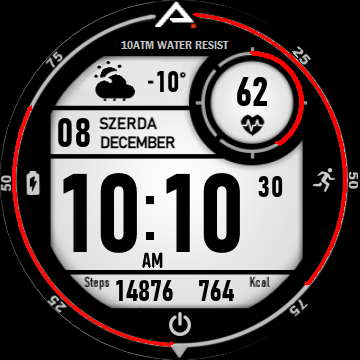 10ATM WATER RESIST
75
25
-10°
62
08 SZERDA
DECEMBER
50
50
10:10 30
AM
Steps 14876 764 Kcal
25
75